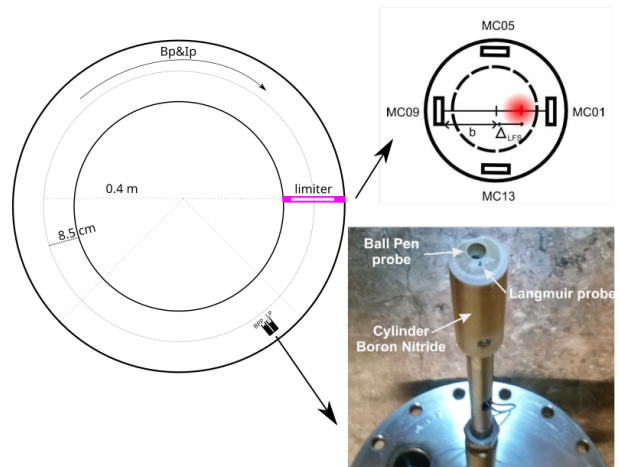 Bp&Ip
0.4 m
limiter
8.5 cm
BPP
LP
MC05
MC09
MC01
b
Δ LFS
MC13
Ball Pen
probe
Langmuir probe
Cylinder
Boron Nitride